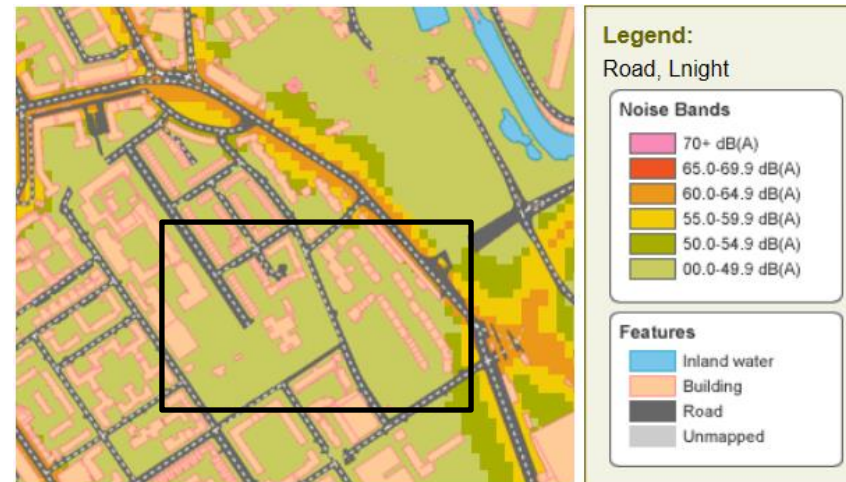 Legend:
Road, Lnight
Noise Bands
70+ dB(A)
65.0-69.9 dB(A)
60.0-64.9 dB(A)
55.0-59.9 dB(A)
50.0-54.9 dB(A)
00.0-49.9 dB(A)
Features
Inland water
Building
Road
Unmapped